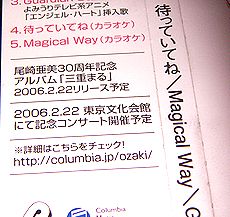 3. Guardian
よみうりテレビ系アニメ
「エンジェル・ハート」挿入歌
4. 待っていてね(カラオケ)
5. Magical Way (カラオケ)
尾崎亜美30周年記念
アルバム「三重まる」
2006.2.22リリース予定
2006.2.22 東京文化会館
にて記念コンサート開催予定
※詳細はこちらをチェック!
http://columbia.jp/ozaki/
Columbia
待っていてね/Magical Way/G